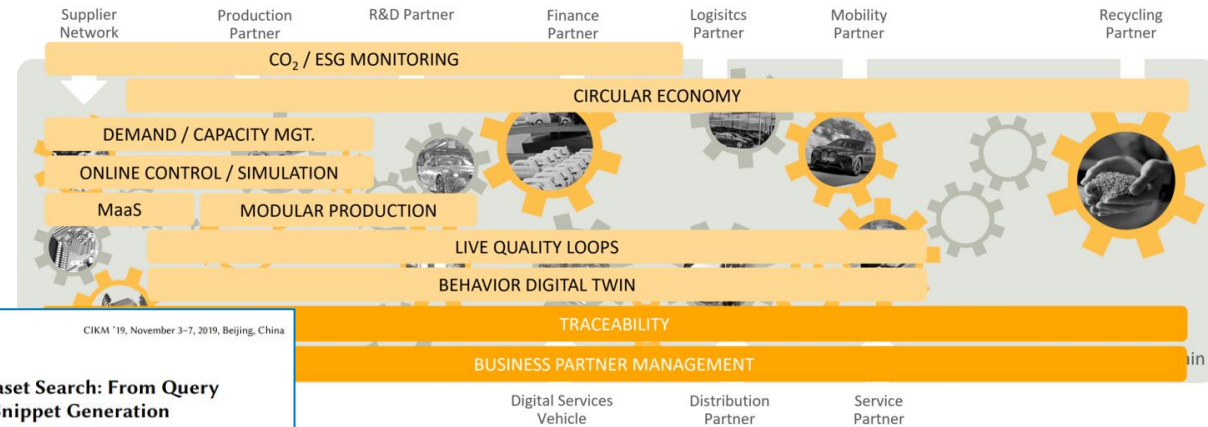 Supplier
Network
Production
Partner
R&D Partner
Finance
Partner
Logisitcs
Partner
Mobility
Partner
Recycling
Partner
CO₂ / ESG MONITORING
CIRCULAR ECONOMY
DEMAND / CAPACITY MGT.
ONLINE CONTROL / SIMULATION
MaaS
MODULAR PRODUCTION
LIVE QUALITY LOOPS
BEHAVIOR DIGITAL TWIN
TRACEABILITY
BUSINESS PARTNER MANAGEMENT
Digital Services
Vehicle
Distribution
Partner
Service
Partner
CIKM '19, November 3–7, 2019, Beijing, China
Search: From Query
Snippet Generation